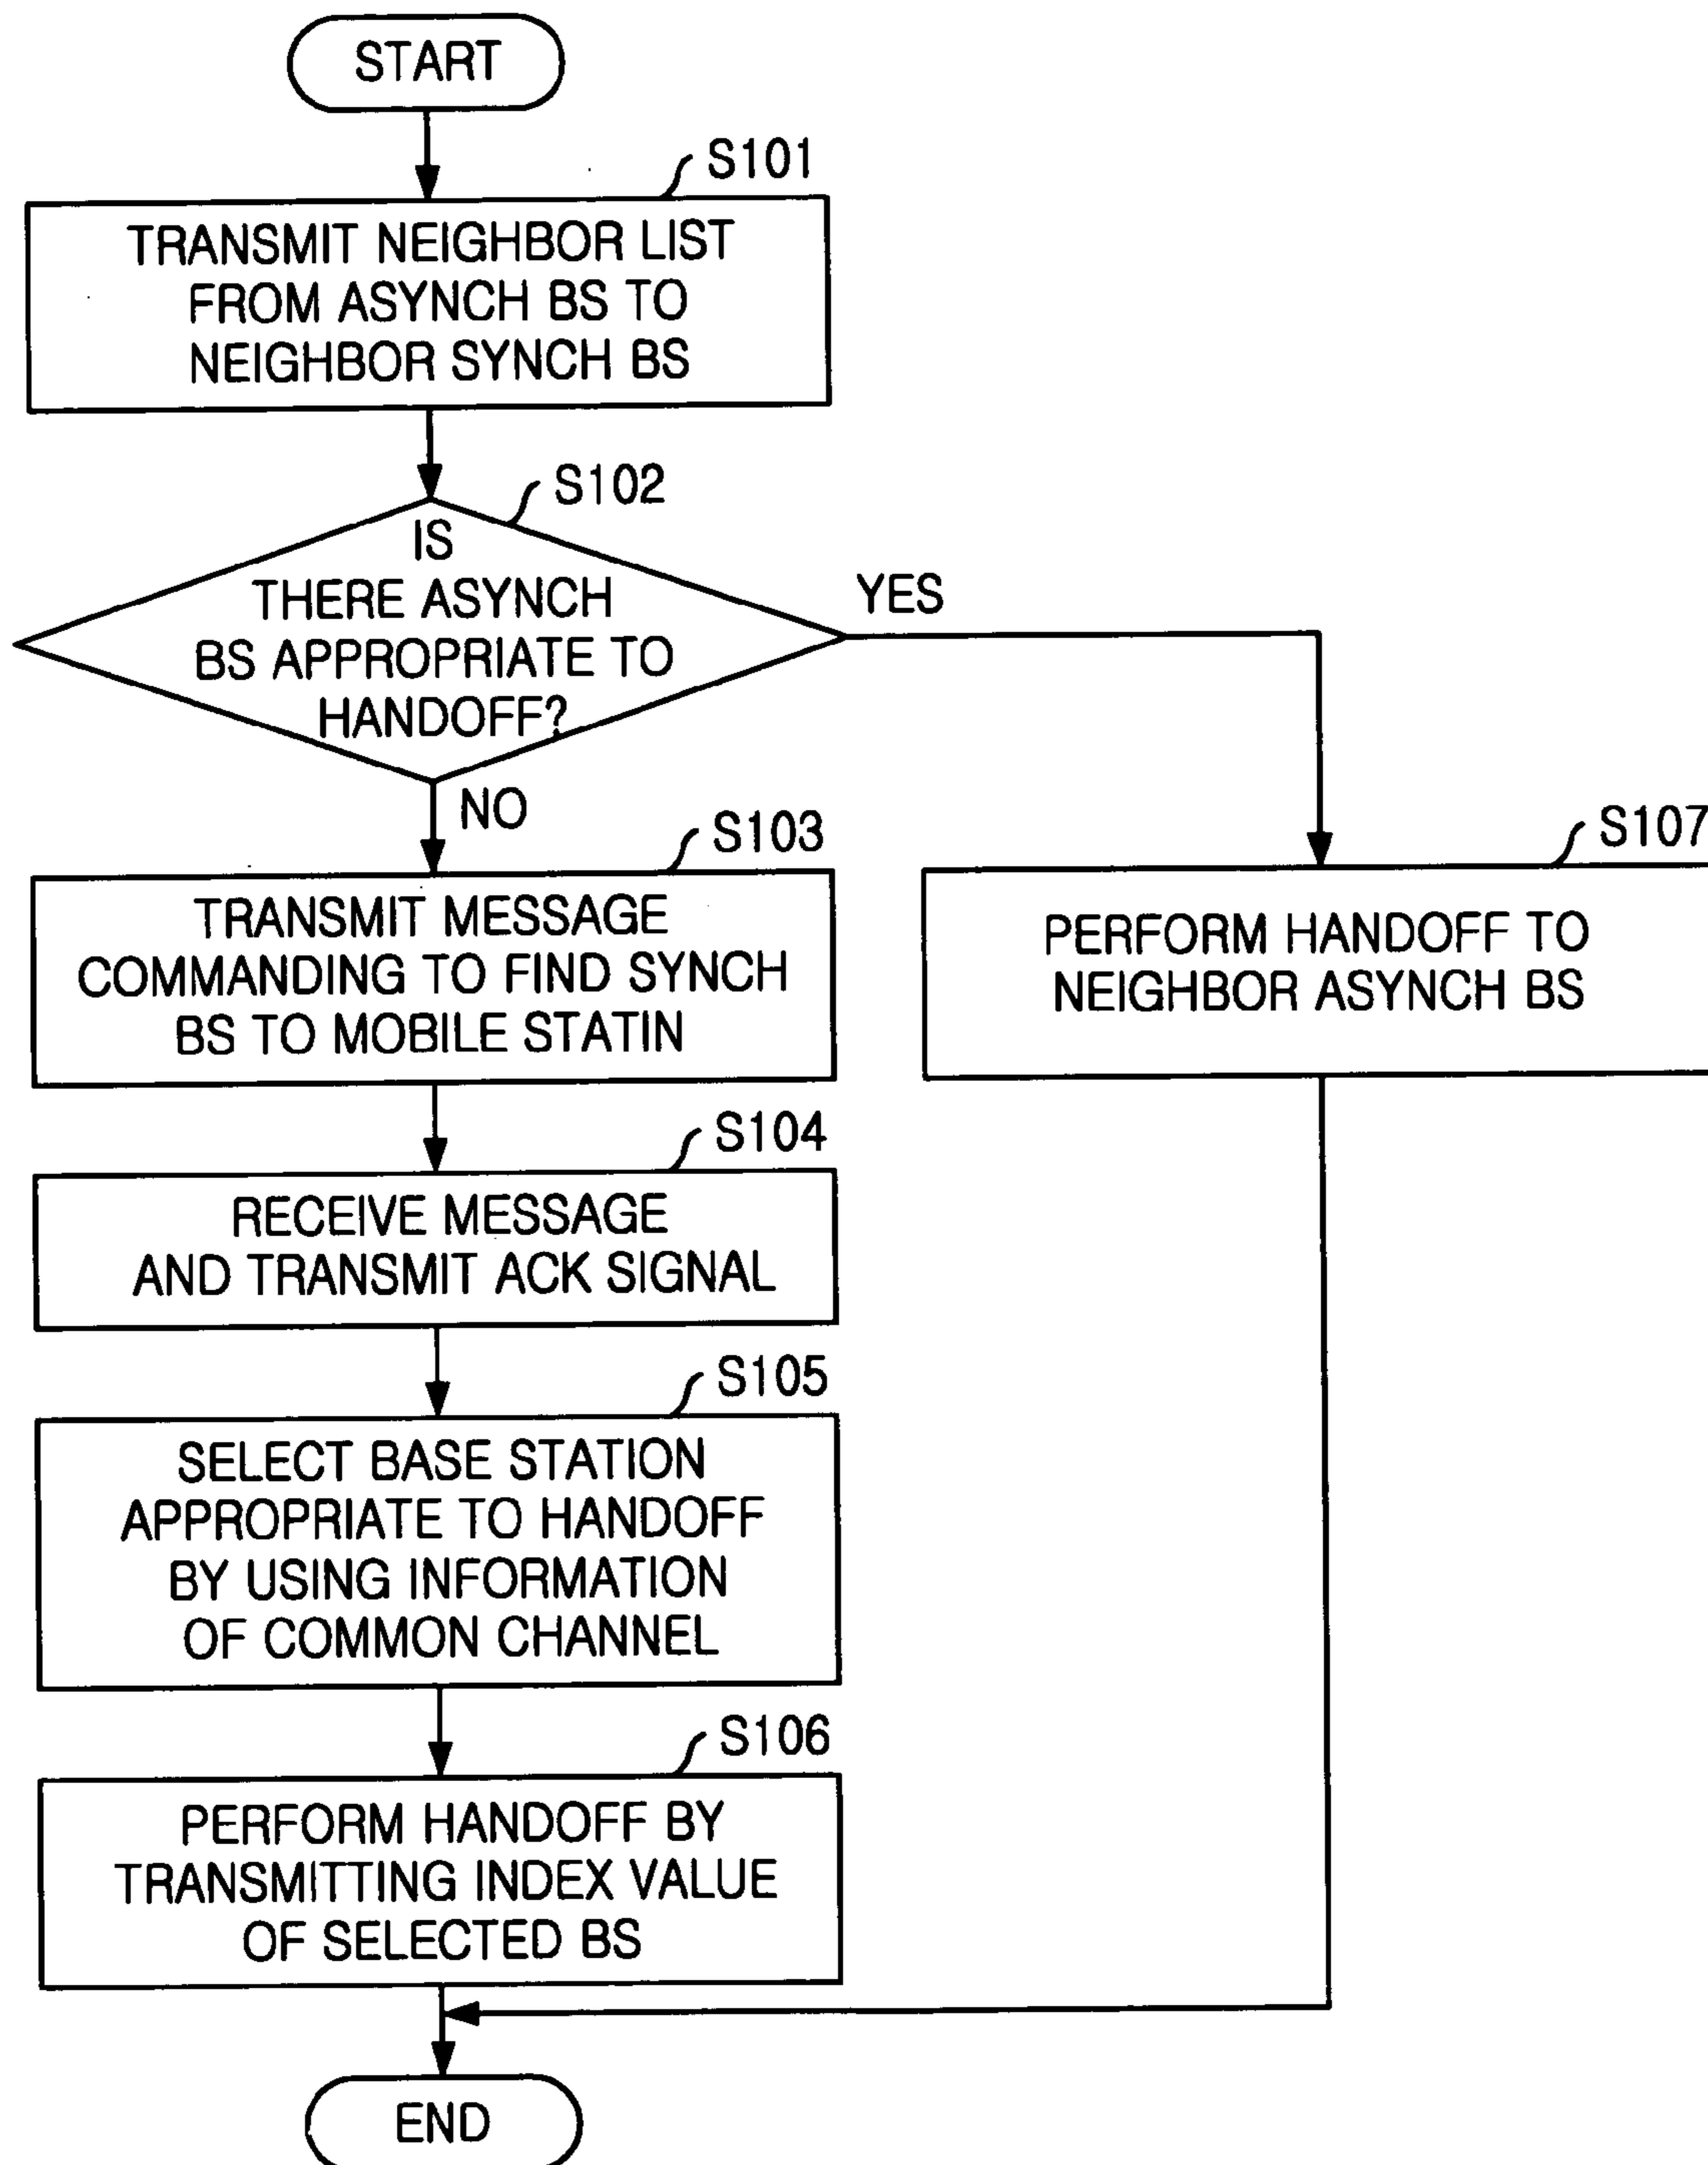 START
S101
TRANSMIT NEIGHBOR LIST
FROM ASYNCH BS TO
NEIGHBOR SYNCH BS
S102
IS
THERE ASYNCH
BS APPROPRIATE TO
HANDOFF?
YES
NO
S103
TRANSMIT MESSAGE
COMMANDING TO FIND SYNCH
BS TO MOBILE STATIN
S107
PERFORM HANDOFF TO
NEIGHBOR ASYNCH BS
S104
RECEIVE MESSAGE
AND TRANSMIT ACK SIGNAL
S105
SELECT BASE STATION
APPROPRIATE TO HANDOFF
BY USING INFORMATION
OF COMMON CHANNEL
S106
PERFORM HANDOFF BY
TRANSMITTING INDEX VALUE
OF SELECTED BS
END